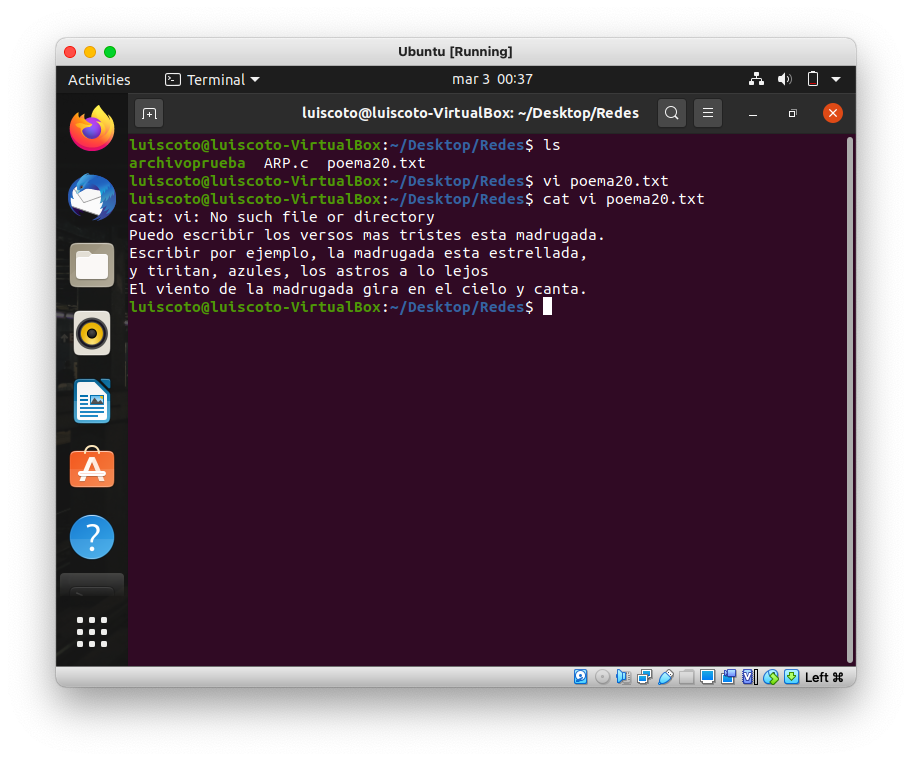 Ubuntu [Running]
Activities Terminal mar 3 00:37
luiscoto@luiscoto-VirtualBox: ~/Desktop/Redes
luiscoto@luiscoto-VirtualBox:~/Desktop/Redes$ ls
archivoprueba ARP.c poema20.txt
luiscoto@luiscoto-VirtualBox:~/Desktop/Redes$ vi poema20.txt
luiscoto@luiscoto-VirtualBox:~/Desktop/Redes$ cat vi poema20.txt
cat: vi: No such file or directory
Puedo escribir los versos mas tristes esta madrugada.
Escribir por ejemplo, la madrugada esta estrellada,
y tiritan, azules, los astros a lo lejos
El viento de la madrugada gira en el cielo y canta.
luiscoto@luiscoto-VirtualBox:~/Desktop/Redes$
Left ⌘